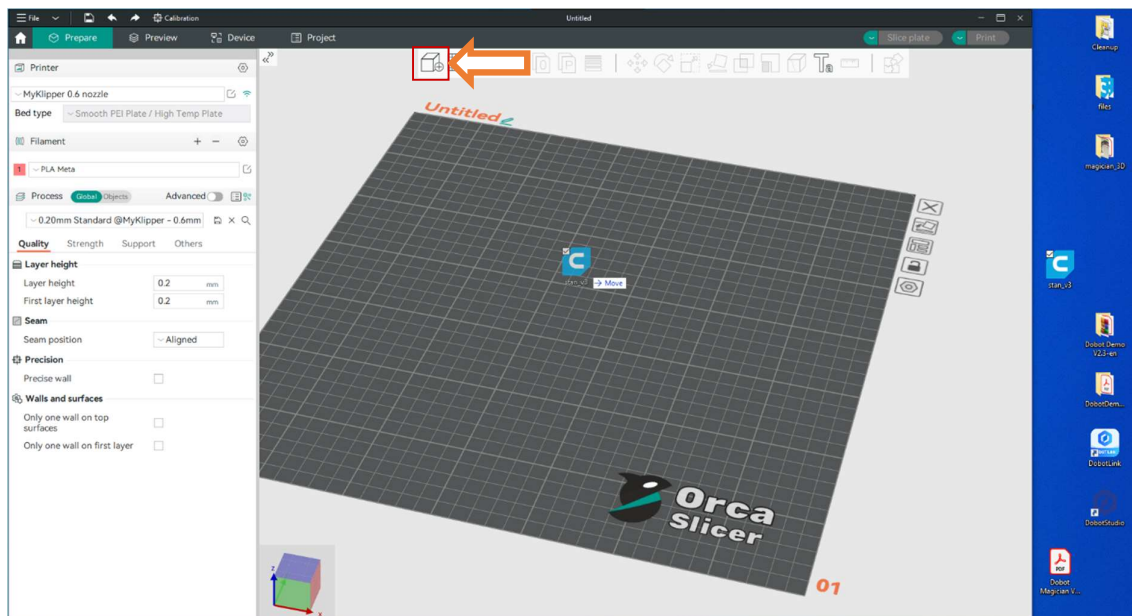 File
Calibration
Untitled
Prepare
Preview
Device
Project
Slice plate
Print
Printer
MyKlipper 0.6 nozzle
Bed type
Smooth PEI Plate / High Temp Plate
Filament
1
PLA Meta
Process
Global
Objects
Advanced
0.20mm Standard @MyKlipper - 0.6mm
Quality
Strength
Support
Others
Layer height
Layer height
0.2
mm
First layer height
0.2
mm
Seam
Seam position
Aligned
Precision
Precise wall
Walls and surfaces
Only one wall on top
surfaces
Only one wall on first layer
Untitled
stan_v3
Move
Orca
Slicer
01
z
x
Cleanup
files
magician_3D
stan_v3
Dobot Demo
V2.3-en
DobotDem...
DobotLink
DobotStudio
PDF
Dobot
Magician V...